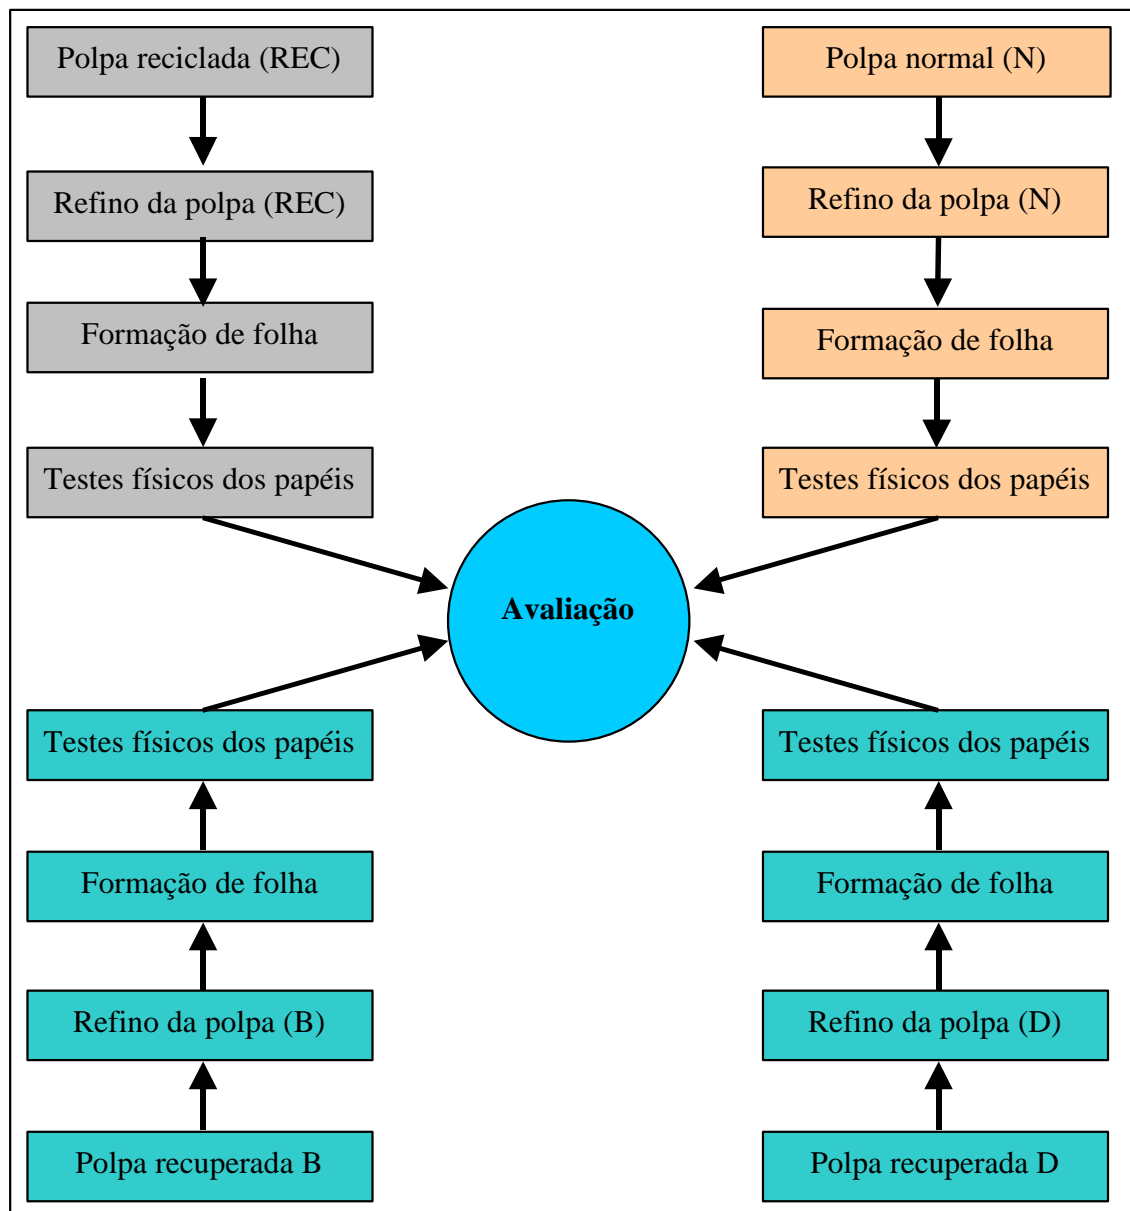 Polpa reciclada (REC)
Refino da polpa (REC)
Formação de folha
Testes físicos dos papéis
Polpa normal (N)
Refino da polpa (N)
Formação de folha
Testes físicos dos papéis
Avaliação
Testes físicos dos papéis
Formação de folha
Refino da polpa (B)
Polpa recuperada B
Testes físicos dos papéis
Formação de folha
Refino da polpa (D)
Polpa recuperada D